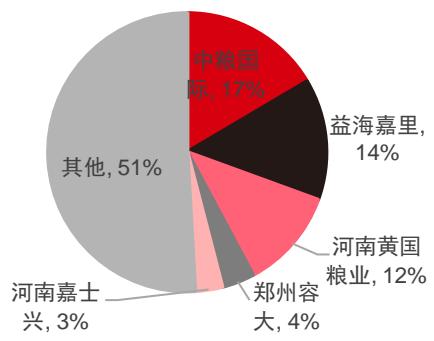 中粮国
际, 17%
益海嘉里,
14%
其他, 51%
河南黄国
粮业, 12%
河南嘉士
兴, 3%
郑州容
大, 4%